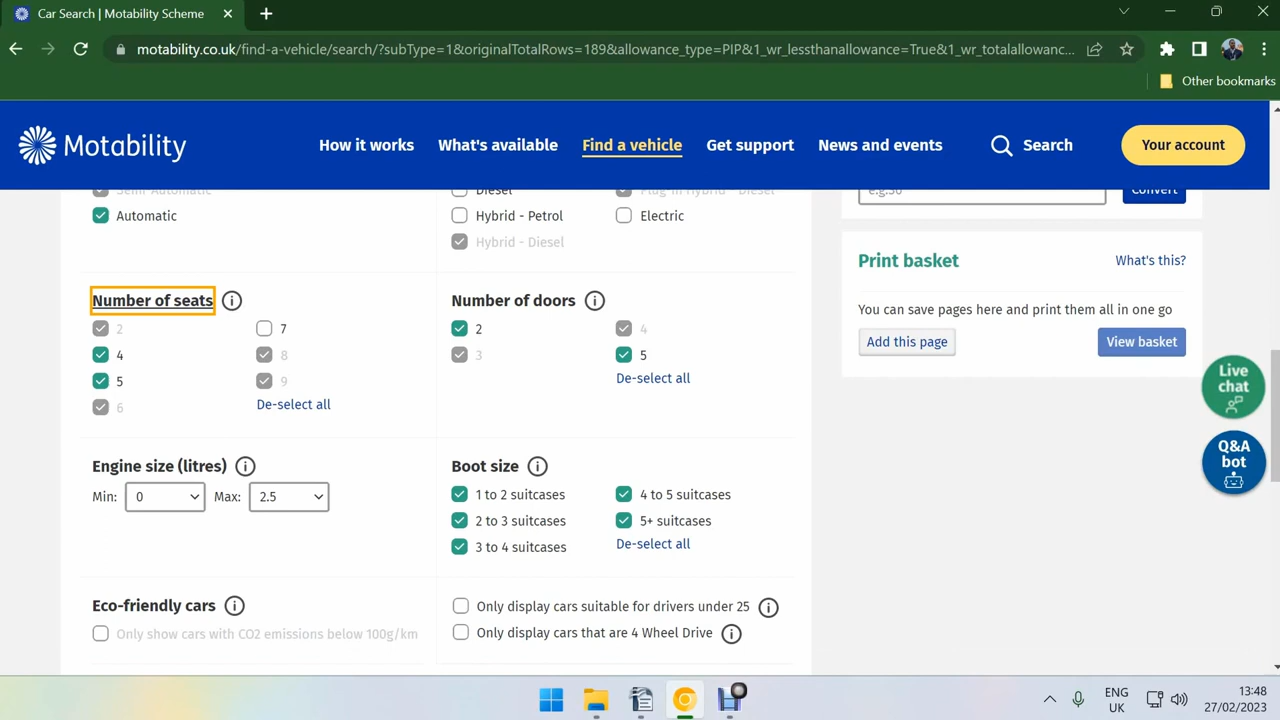 Car Search | Motability Scheme
motability.co.uk/find-a-vehicle/search/?subType=1&originalTotalRows=189&allowance_type=PIP&1_wr_lessthanallowance=True&1_wr_totalallowanc...
Other bookmarks
Motability
How it works
What's available
Find a vehicle
Get support
News and events
Search
Your account
Semi-Automatic
Diesel
Plug-in Hybrid - Diesel
e.g.50
Convert
Automatic
Hybrid - Petrol
Electric
Hybrid - Diesel
Print basket
What's this?
You can save pages here and print them all in one go
Add this page
View basket
Number of seats
2
7
4
8
5
9
6
De-select all
Number of doors
2
4
3
5
De-select all
Engine size (litres)
Min: 0 Max: 2.5
Boot size
1 to 2 suitcases
4 to 5 suitcases
2 to 3 suitcases
5+ suitcases
3 to 4 suitcases
De-select all
Eco-friendly cars
Only show cars with CO2 emissions below 100g/km
Only display cars suitable for drivers under 25
Only display cars that are 4 Wheel Drive
Live
chat
Q&A
bot
ENG
UK
13:48
27/02/2023